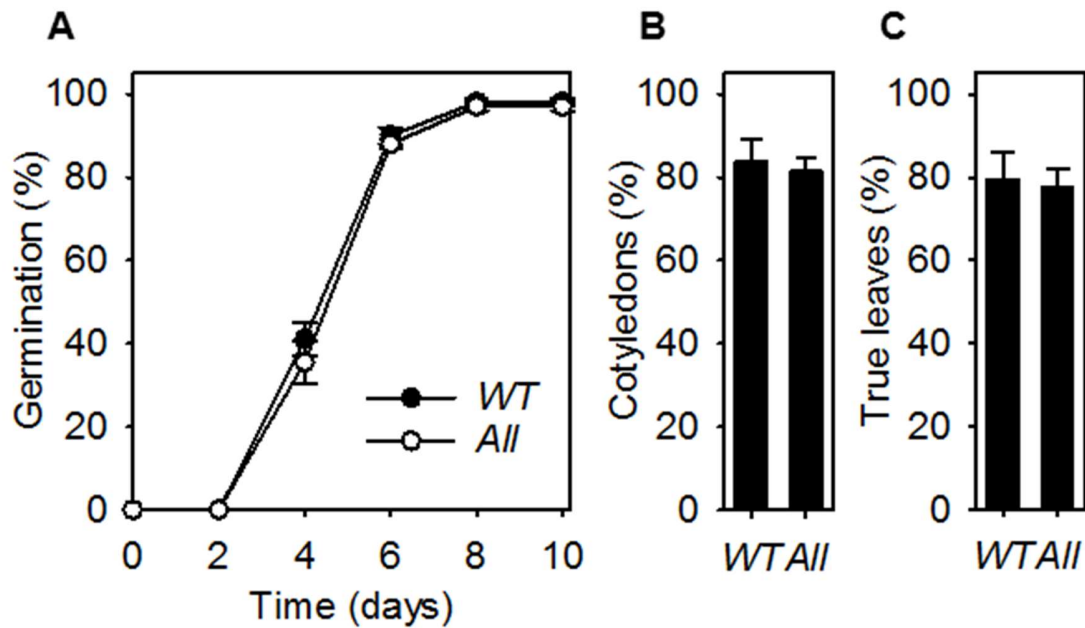 A
Germination (%)
100
80
60
40
20
0
0 2 4 6 8 10
Time (days)
WT
All
B
Cotyledons (%)
100
80
60
40
20
0
WT All
C
True leaves (%)
100
80
60
40
20
0
WT All